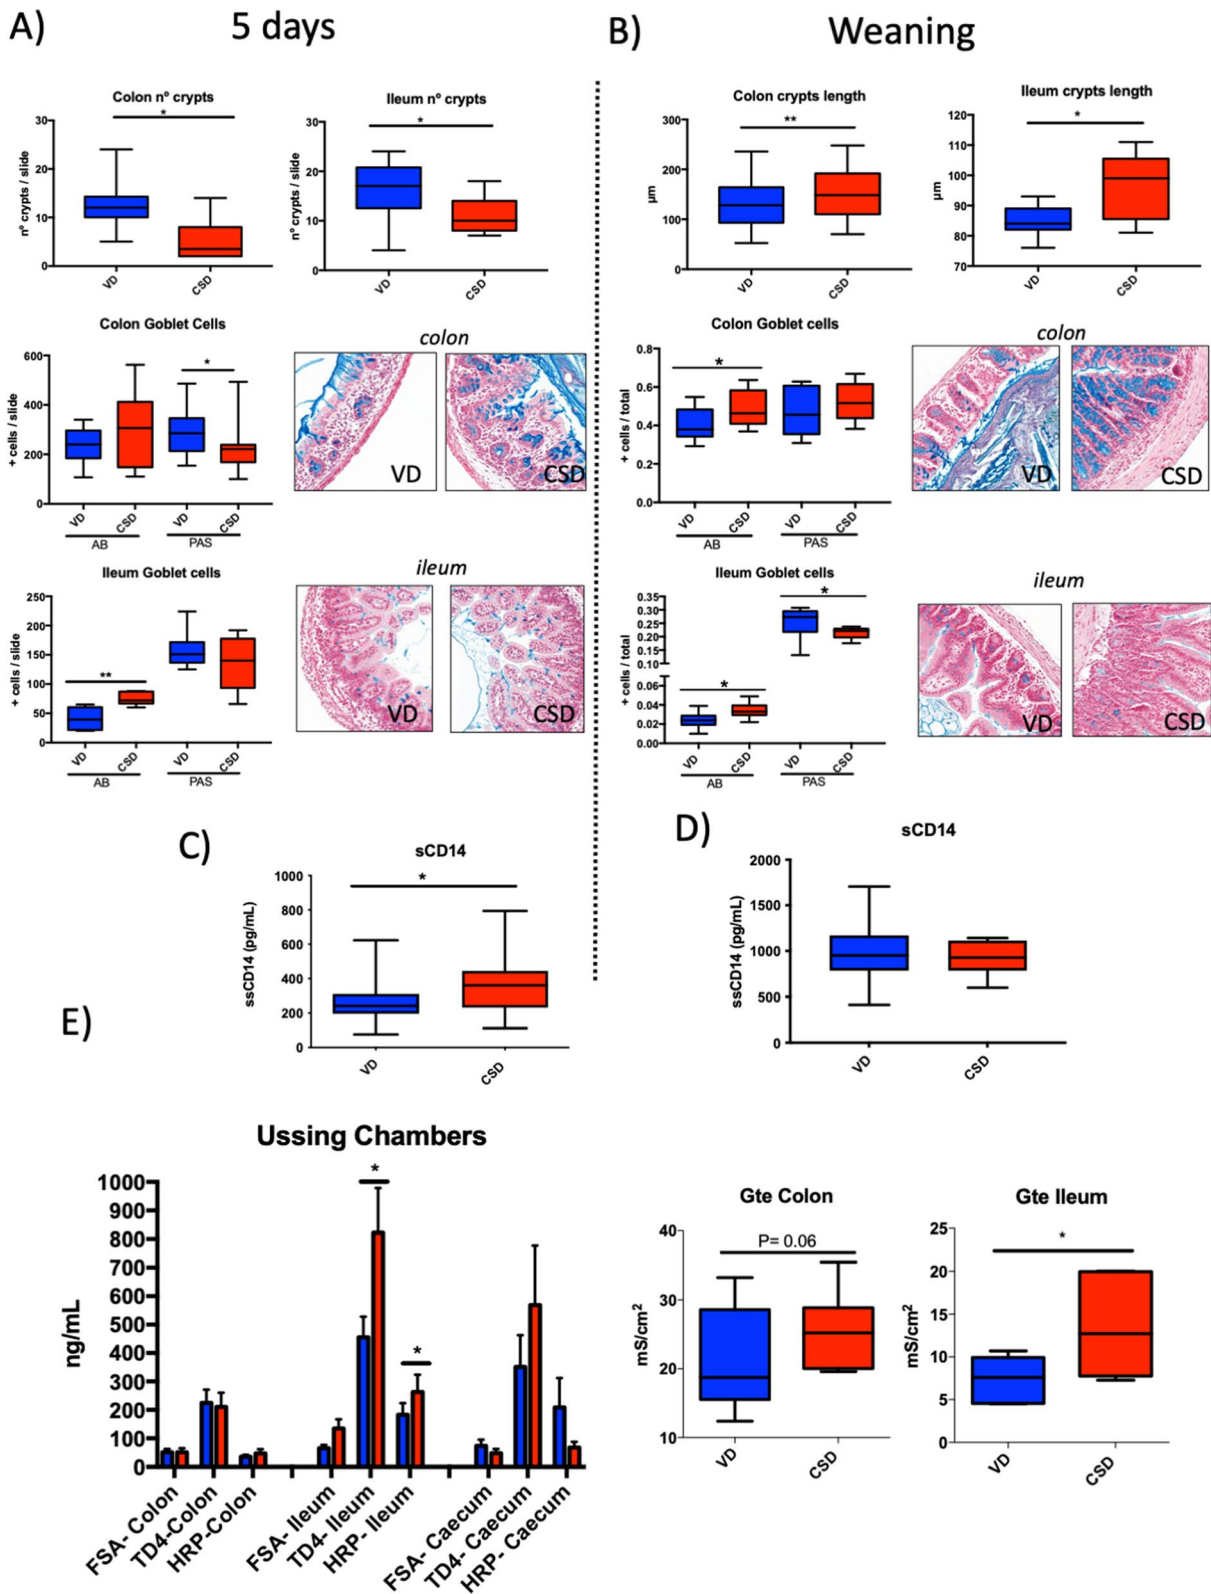 A)
5 days
B)
Weaning
Colon nº crypts
*
nº crypts / slide
30
20
10
0
VD
CSD
Ileum nº crypts
*
nº crypts / slide
30
20
10
0
VD
CSD
Colon crypts length
**
µm
300
200
100
0
VD
CSD
Ileum crypts length
*
µm
120
110
100
90
80
70
VD
CSD
Colon Goblet Cells
*
+ cells / slide
600
400
200
0
VD
CSD
VD
CSD
AB
PAS
colon
VD
CSD
Colon Goblet cells
*
+ cells / total
0.8
0.6
0.4
0.2
0.0
VD
CSD
VD
CSD
AB
PAS
colon
VD
CSD
Ileum Goblet cells
**
+ cells / slide
250
200
150
100
50
0
VD
CSD
VD
CSD
AB
PAS
ileum
VD
CSD
Ileum Goblet cells
*
*
+ cells / total
0.35
0.30
0.25
0.20
0.15
0.10
0.06
0.04
0.02
0.00
VD
CSD
VD
CSD
AB
PAS
ileum
VD
CSD
C)
sCD14
*
ssCD14 (pg/mL)
1000
800
600
400
200
0
VD
CSD
D)
sCD14
ssCD14 (pg/mL)
2000
1500
1000
500
0
VD
CSD
E)
Ussing Chambers
*
*
ng/mL
1000
900
800
700
600
500
400
300
200
100
0
FSA- Colon
TD4-Colon
HRP-Colon
FSA- Ileum
TD4- Ileum
HRP- Ileum
FSA- Caecum
TD4- Caecum
HRP- Caecum
Gte Colon
P= 0.06
mS/cm²
40
30
20
10
VD
CSD
Gte Ileum
*
mS/cm²
25
20
15
10
5
0
VD
CSD